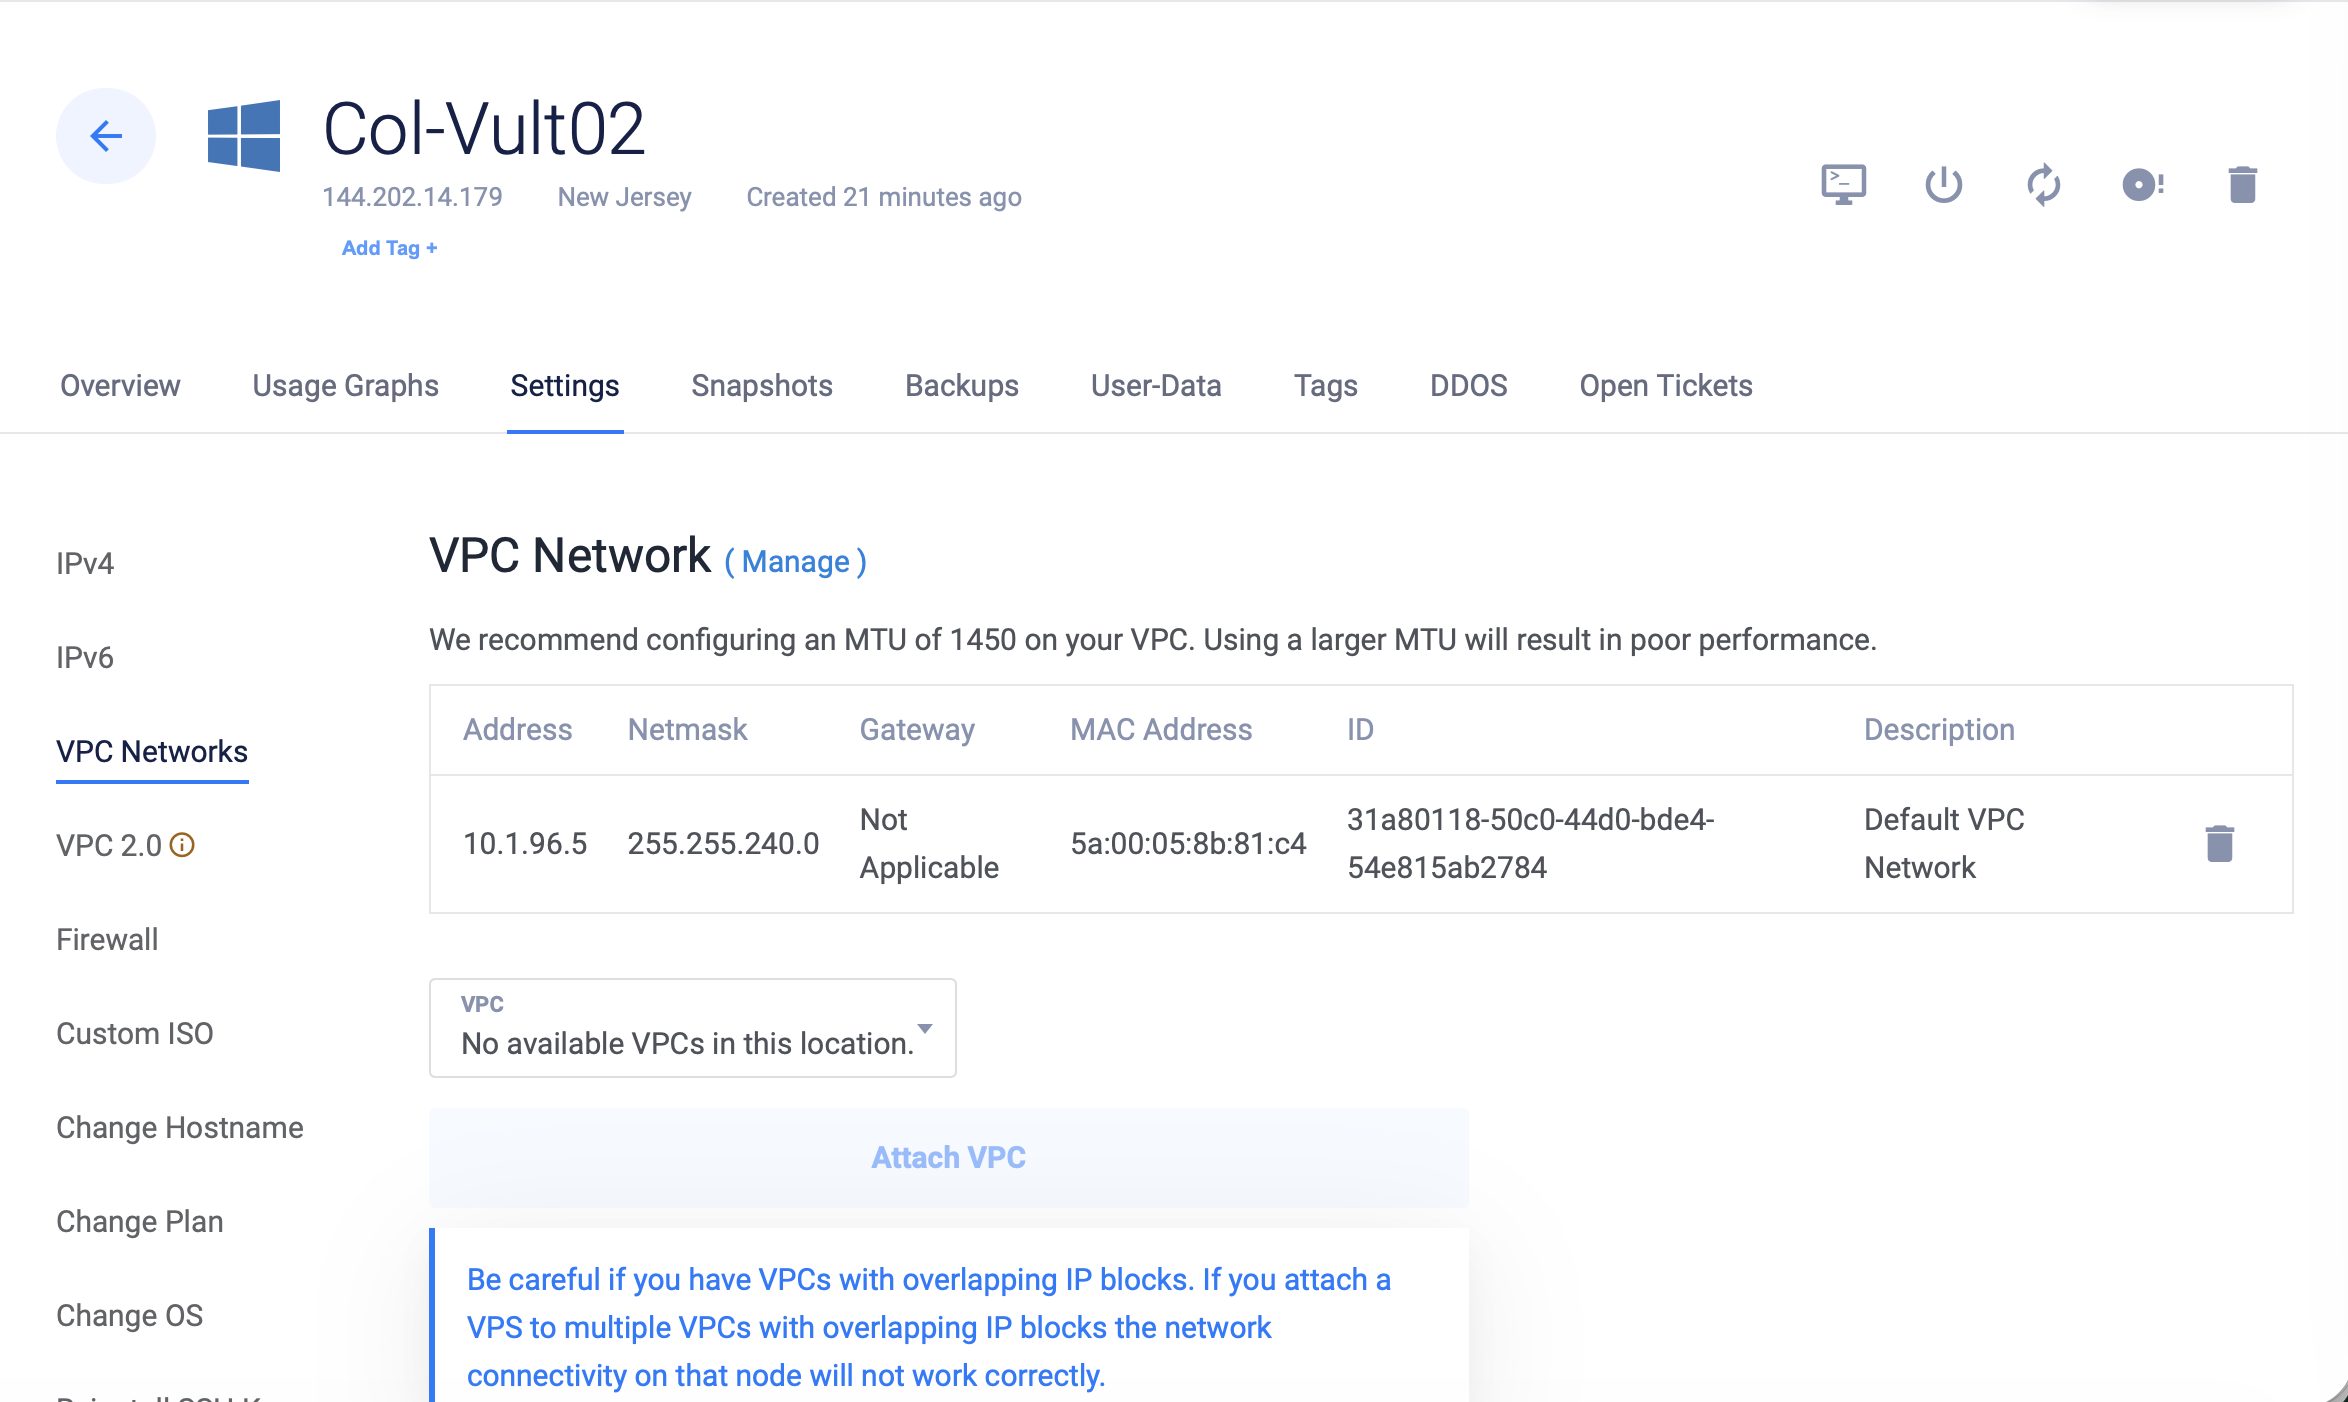 Col-Vult02
144.202.14.179 New Jersey Created 21 minutes ago
Add Tag +
Overview Usage Graphs Settings Snapshots Backups User-Data Tags DDOS Open Tickets
IPv4
IPv6
VPC Networks
VPC 2.0
Firewall
Custom ISO
Change Hostname
Change Plan
Change OS
VPC Network ( Manage )
We recommend configuring an MTU of 1450 on your VPC. Using a larger MTU will result in poor performance.
Address Netmask Gateway MAC Address ID Description
10.1.96.5 255.255.240.0 Not Applicable 5a:00:05:8b:81:c4 31a80118-50c0-44d0-bde4-54e815ab2784 Default VPC Network
VPC
No available VPCs in this location.
Attach VPC
Be careful if you have VPCs with overlapping IP blocks. If you attach a
VPS to multiple VPCs with overlapping IP blocks the network
connectivity on that node will not work correctly.